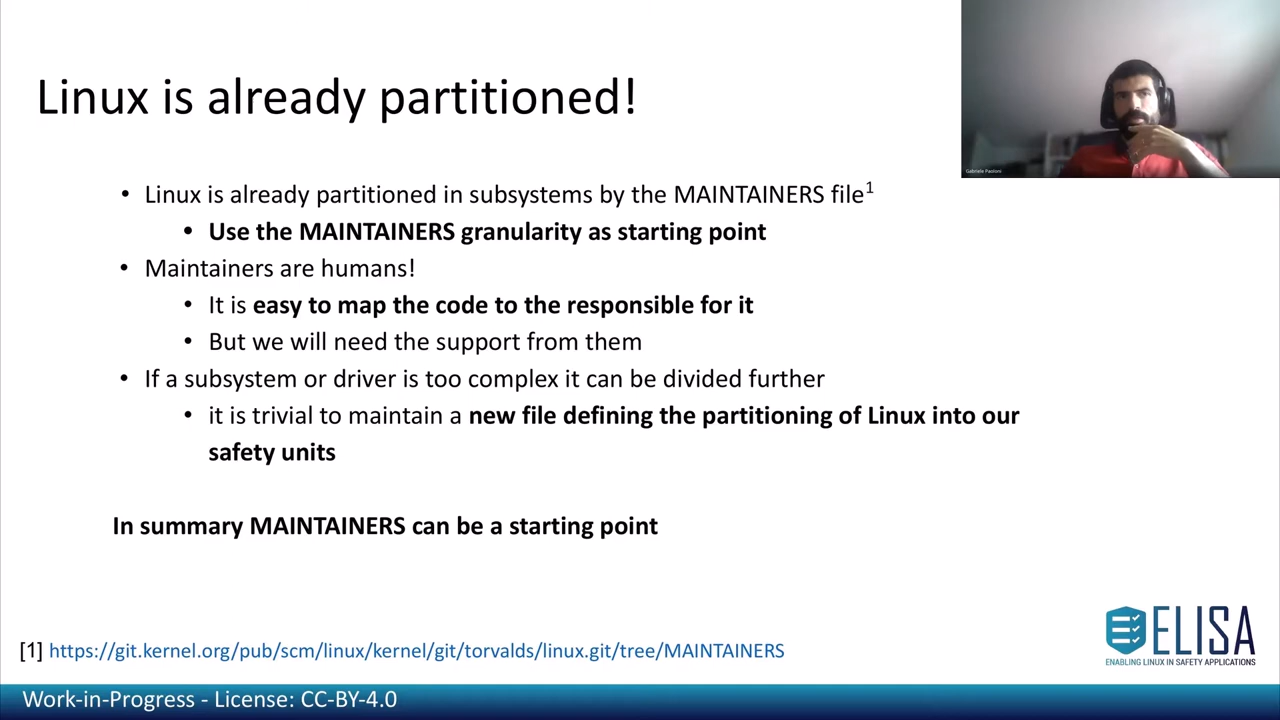 Linux is already partitioned!
Gabriele Paoloni
• Linux is already partitioned in subsystems by the MAINTAINERS file1
• Use the MAINTAINERS granularity as starting point
• Maintainers are humans!
• It is easy to map the code to the responsible for it
• But we will need the support from them
• If a subsystem or driver is too complex it can be divided further
• it is trivial to maintain a new file defining the partitioning of Linux into our
safety units
In summary MAINTAINERS can be a starting point
[1] https://git.kernel.org/pub/scm/linux/kernel/git/torvalds/linux.git/tree/MAINTAINERS
ELISA
ENABLING LINUX IN SAFETY APPLICATIONS
Work-in-Progress - License: CC-BY-4.0